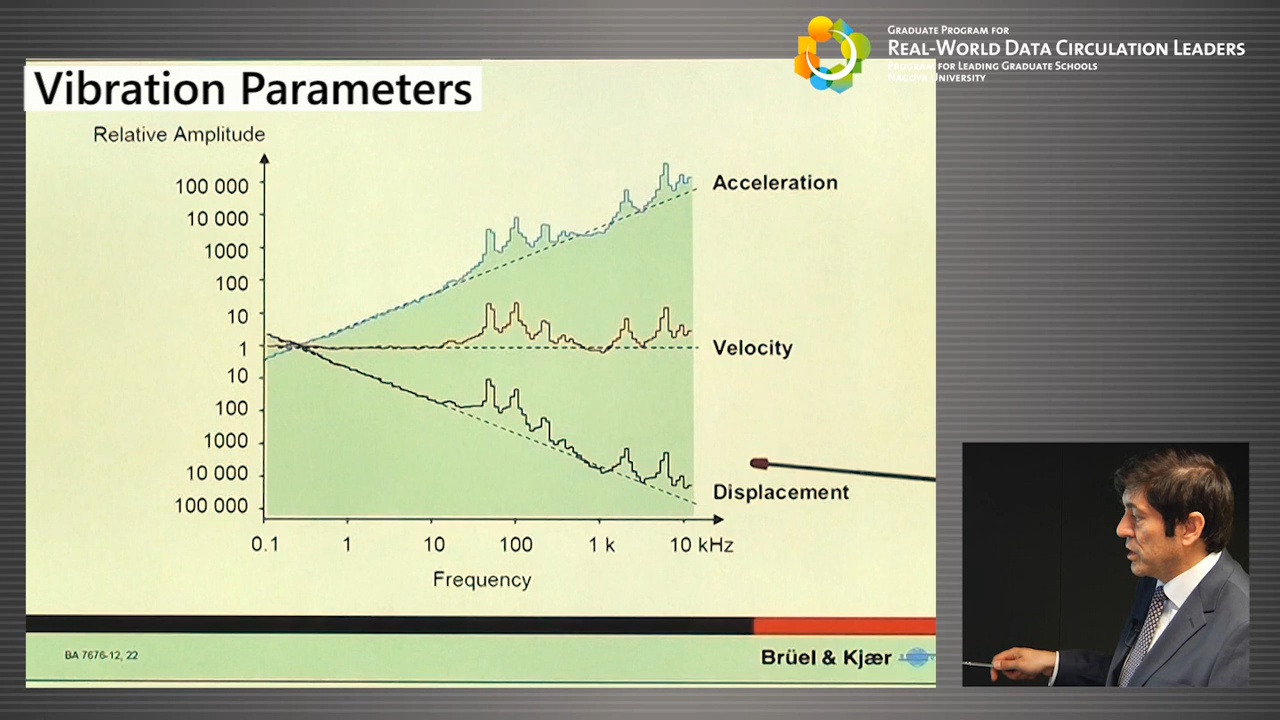 GRADUATE PROGRAM FOR
REAL-WORLD DATA CIRCULATION LEADERS
PROGRAM FOR LEADING GRADUATE SCHOOLS
NAGOYA UNIVERSITY
Vibration Parameters
Relative Amplitude
100 000
10 000
1000
100
10
1
10
100
1000
10 000
100 000
Acceleration
Velocity
Displacement
0.1 1 10 100 1 k 10 kHz
Frequency
BA 7676-12, 22
Brüel & Kjær